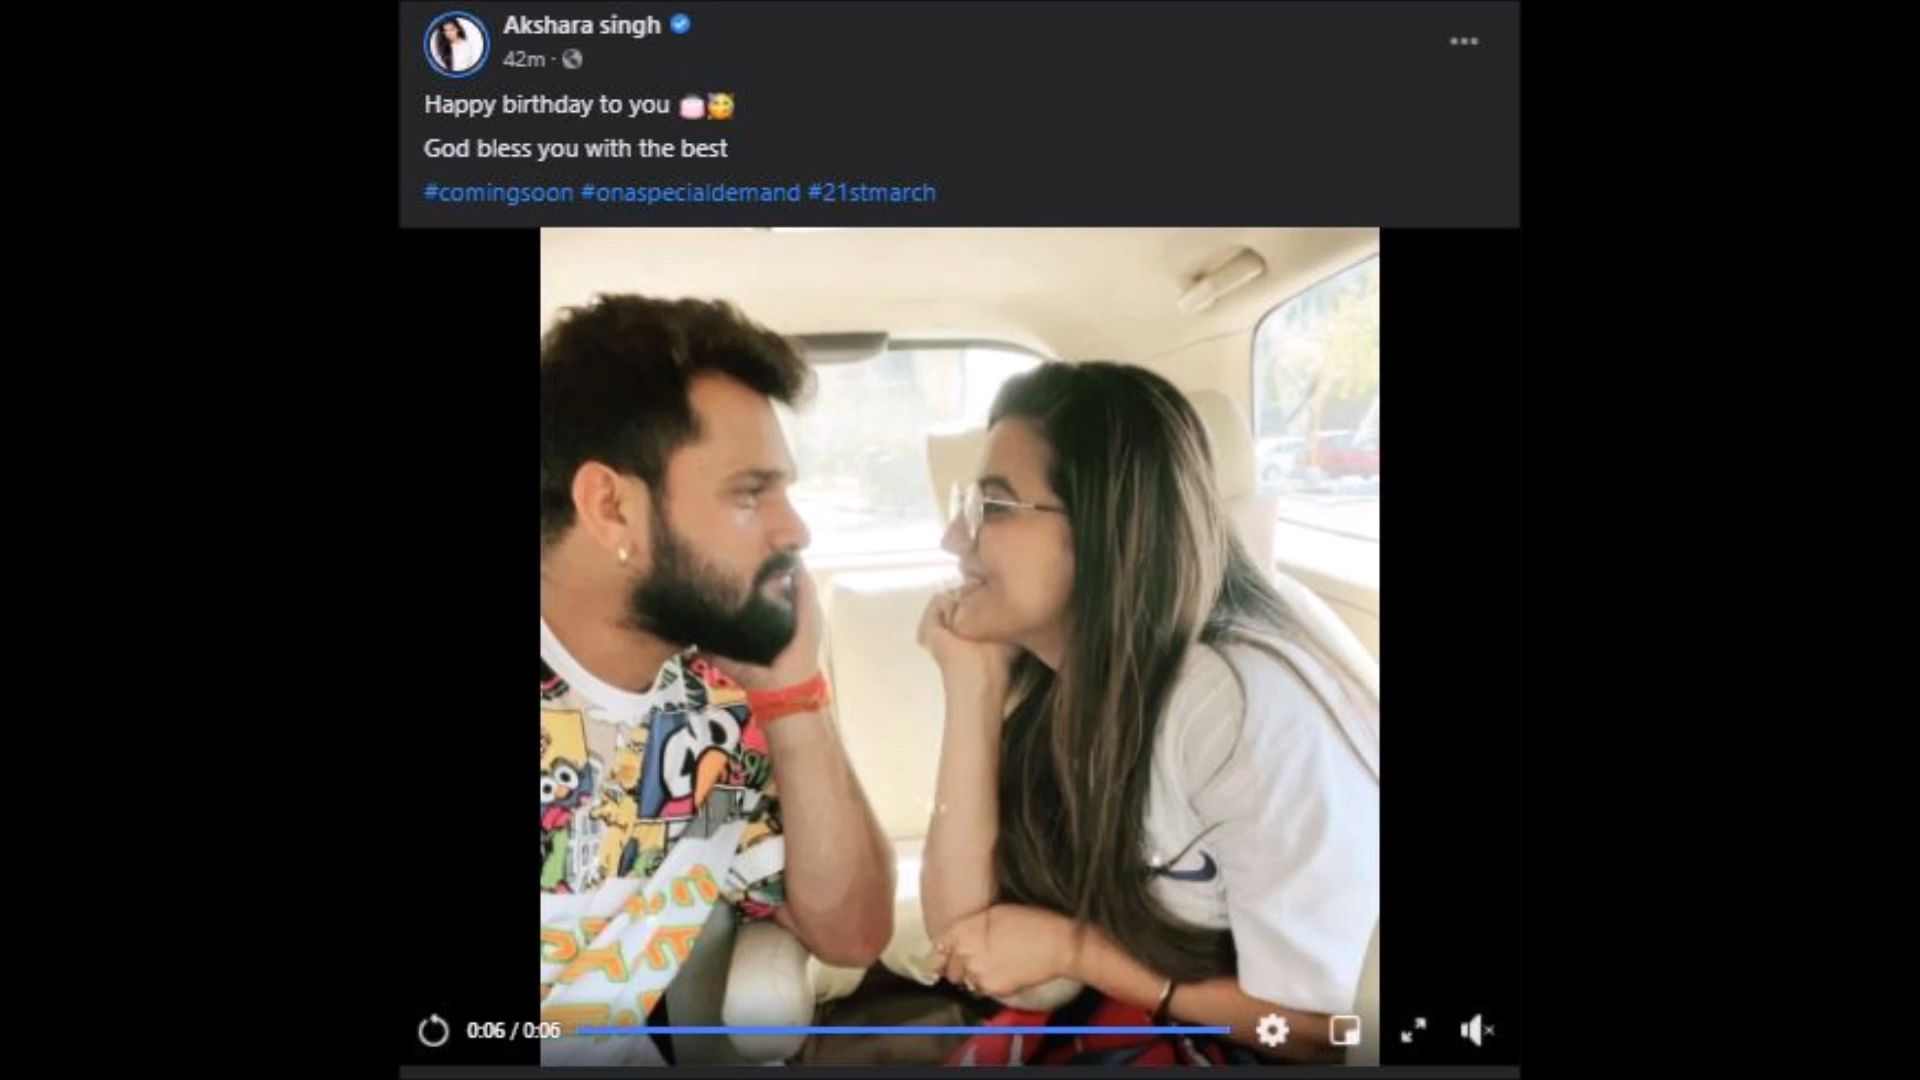 Akshara singh
42m ·
Happy birthday to you 🎂🥰
God bless you with the best
#comingsoon #onaspecialdemand #21stmarch
0:06 / 0:06